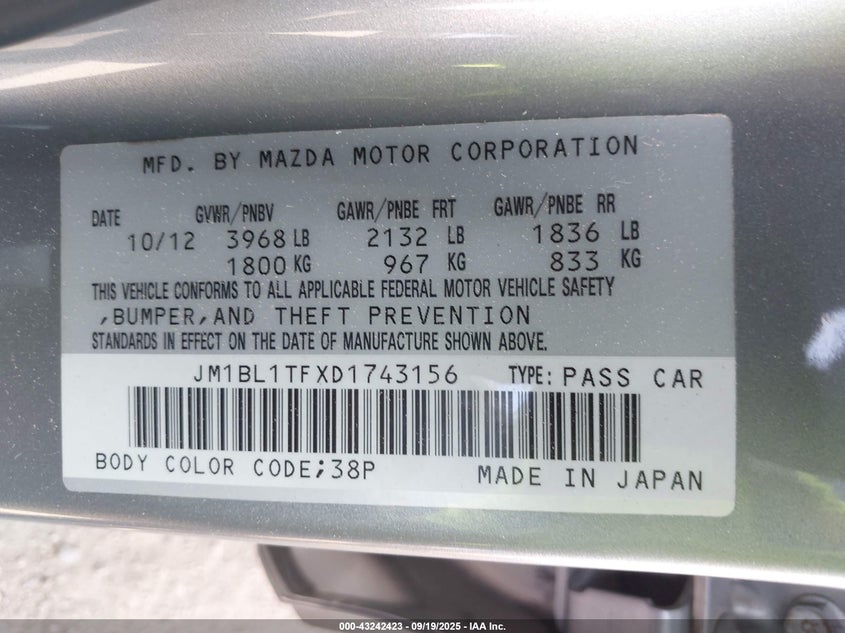 MFD. BY MAZDA MOTOR CORPORATION
DATE GVWR/PNBV GAWR/PNBE FRT GAWR/PNBE RR
10/12 3968 LB 2132 LB 1836 LB
1800 KG 967 KG 833 KG
THIS VEHICLE CONFORMS TO ALL APPLICABLE FEDERAL MOTOR VEHICLE SAFETY
,BUMPER,AND THEFT PREVENTION
STANDARDS IN EFFECT ON THE DATE OF MANUFACTURE SHOWN ABOVE.
JM1BL1TFXD1743156 TYPE: PASS CAR
BODY COLOR CODE;38P MADE IN JAPAN
000-43242423 - 09/19/2025 - IAA Inc.